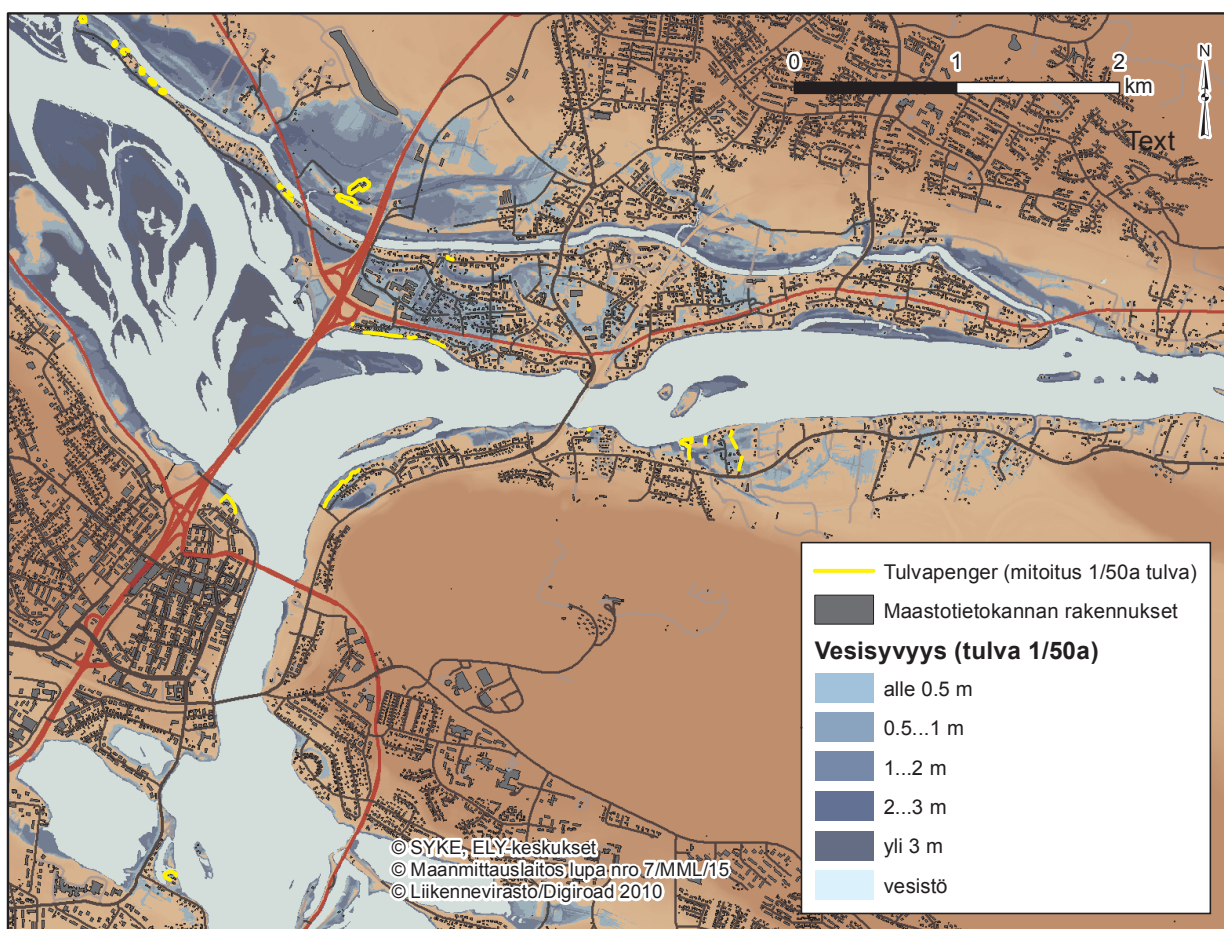 N
0 1 2
km
Text
Tulvapenger (mitoitus 1/50a tulva)
Maastotietokannan rakennukset
Vesisyvyys (tulva 1/50a)
alle 0.5 m
0.5...1 m
1...2 m
2...3 m
yli 3 m
vesistö
© SYKE, ELY-keskukset
© Maanmittauslaitos lupa nro 7/MML/15
© Liikennevirasto/Digiroad 2010